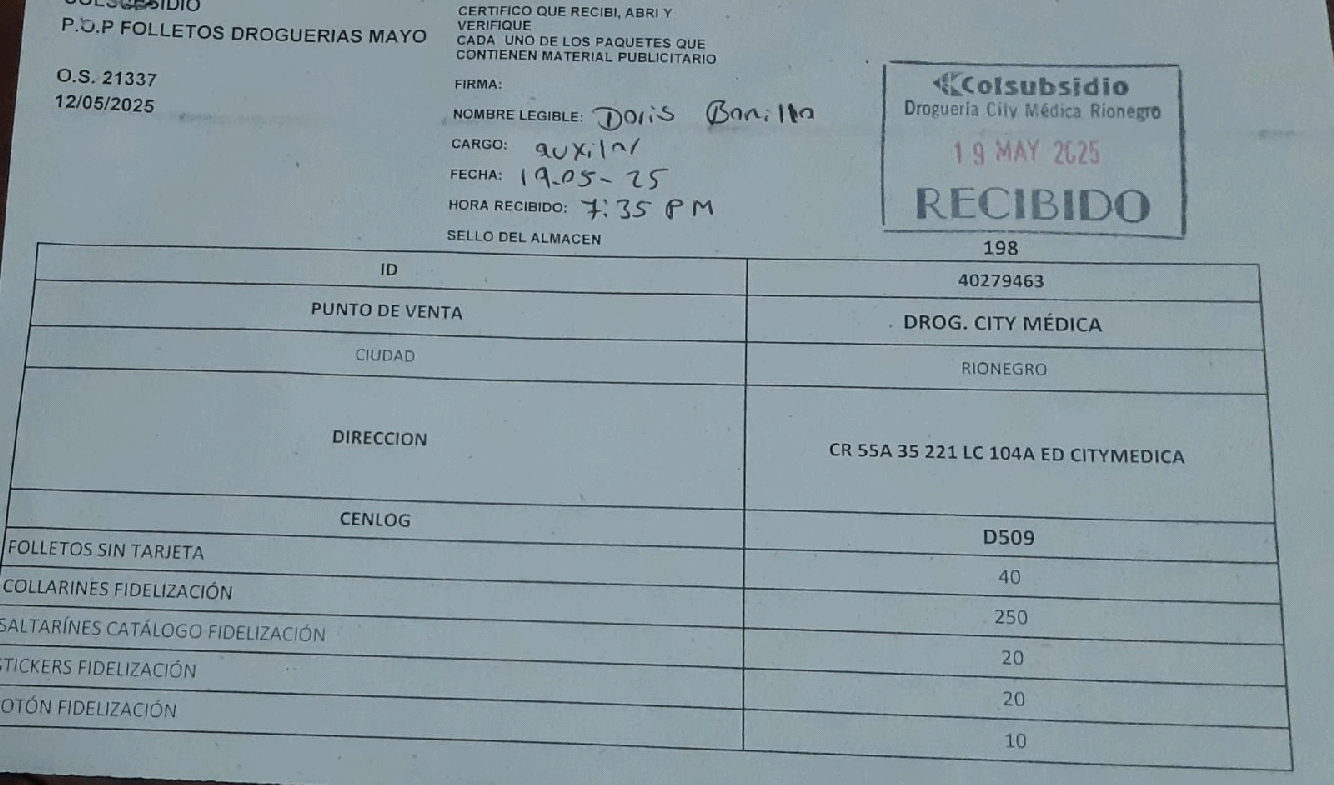 P.O.P FOLLETOS DROGUERIAS MAYO
O.S. 21337
12/05/2025
CERTIFICO QUE RECIBI, ABRI Y
VERIFIQUE
CADA UNO DE LOS PAQUETES QUE
CONTIENEN MATERIAL PUBLICITARIO
FIRMA:
NOMBRE LEGIBLE: Doris Bonilla
CARGO: auxiliar
FECHA: 19-05-25
HORA RECIBIDO: 7:35 PM
SELLO DEL ALMACEN
Colsubsidio
Droguería City Médica Rionegro
19 MAY 2025
RECIBIDO
198
ID 40279463
PUNTO DE VENTA DROG. CITY MÉDICA
CIUDAD RIONEGRO
DIRECCION CR 55A 35 221 LC 104A ED CITYMEDICA
CENLOG D509
FOLLETOS SIN TARJETA 40
COLLARINES FIDELIZACIÓN 250
SALTARÍNES CATÁLOGO FIDELIZACIÓN 20
STICKERS FIDELIZACIÓN 20
OTÓN FIDELIZACIÓN 10